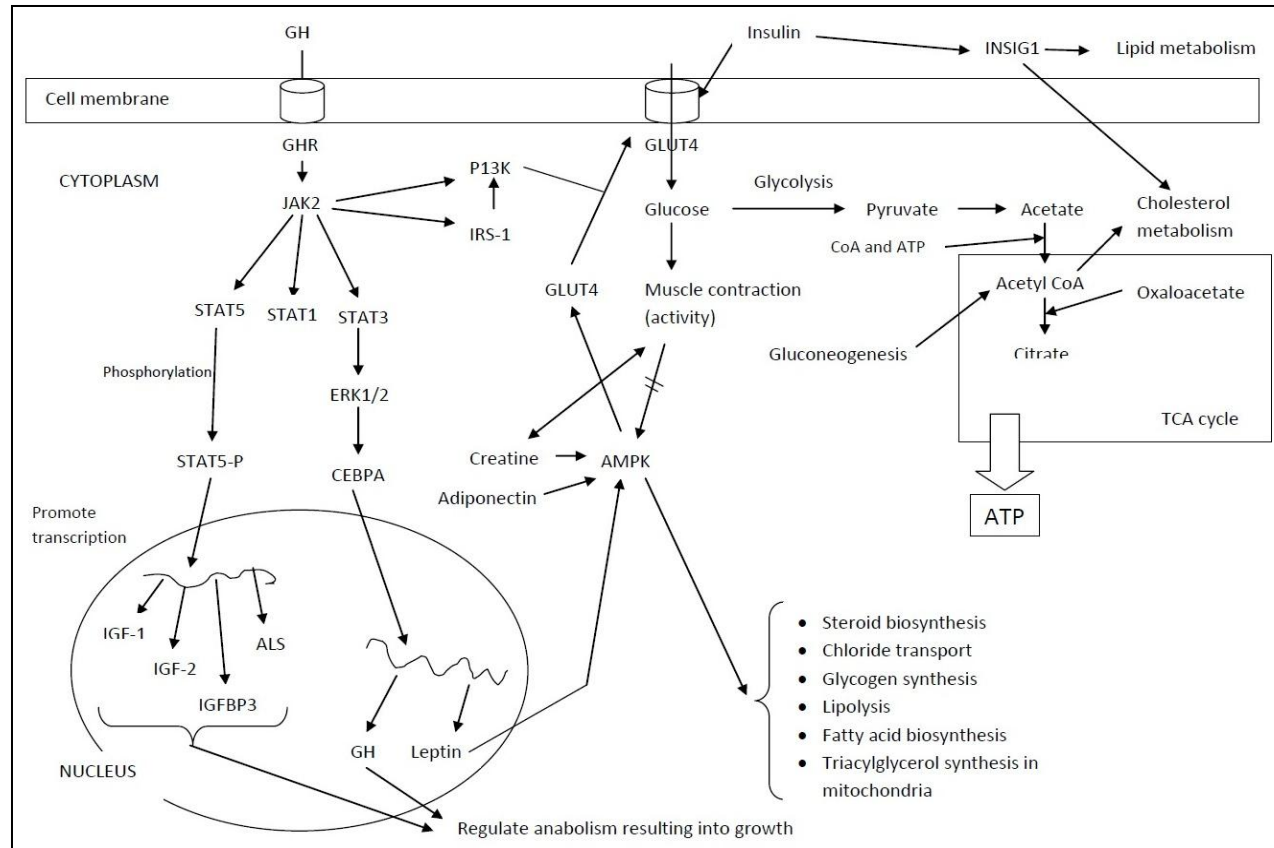 GH
Insulin
INSIG1
Lipid metabolism
Cell membrane
GHR
GLUT4
CYTOPLASM
P13K
Glycolysis
JAK2
Glucose
Pyruvate
Acetate
Cholesterol
metabolism
IRS-1
CoA and ATP
STAT5
STAT1
STAT3
GLUT4
Muscle contraction
(activity)
Acetyl CoA
Oxaloacetate
Gluconeogenesis
Citrate
Phosphorylation
ERK1/2
TCA cycle
STAT5-P
CEBPA
Creatine
AMPK
Adiponectin
ATP
Promote
transcription
IGF-1
IGF-2
ALS
IGFBP3
GH
Leptin
NUCLEUS
• Steroid biosynthesis
• Chloride transport
• Glycogen synthesis
• Lipolysis
• Fatty acid biosynthesis
• Triacylglycerol synthesis in
mitochondria
Regulate anabolism resulting into growth